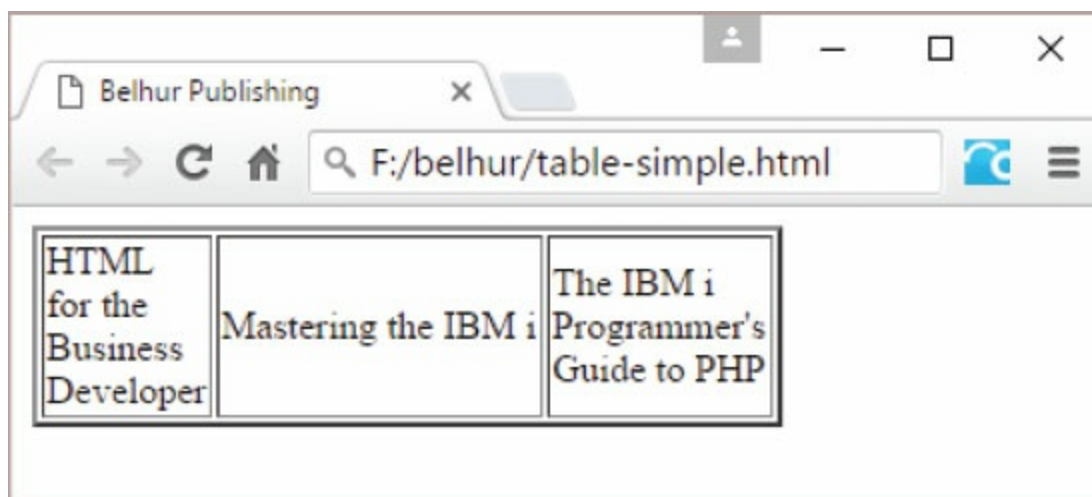 Belhur Publishing
F:/belhur/table-simple.html
HTML
for the
Business
Developer
Mastering the IBM i
The IBM i
Programmer's
Guide to PHP